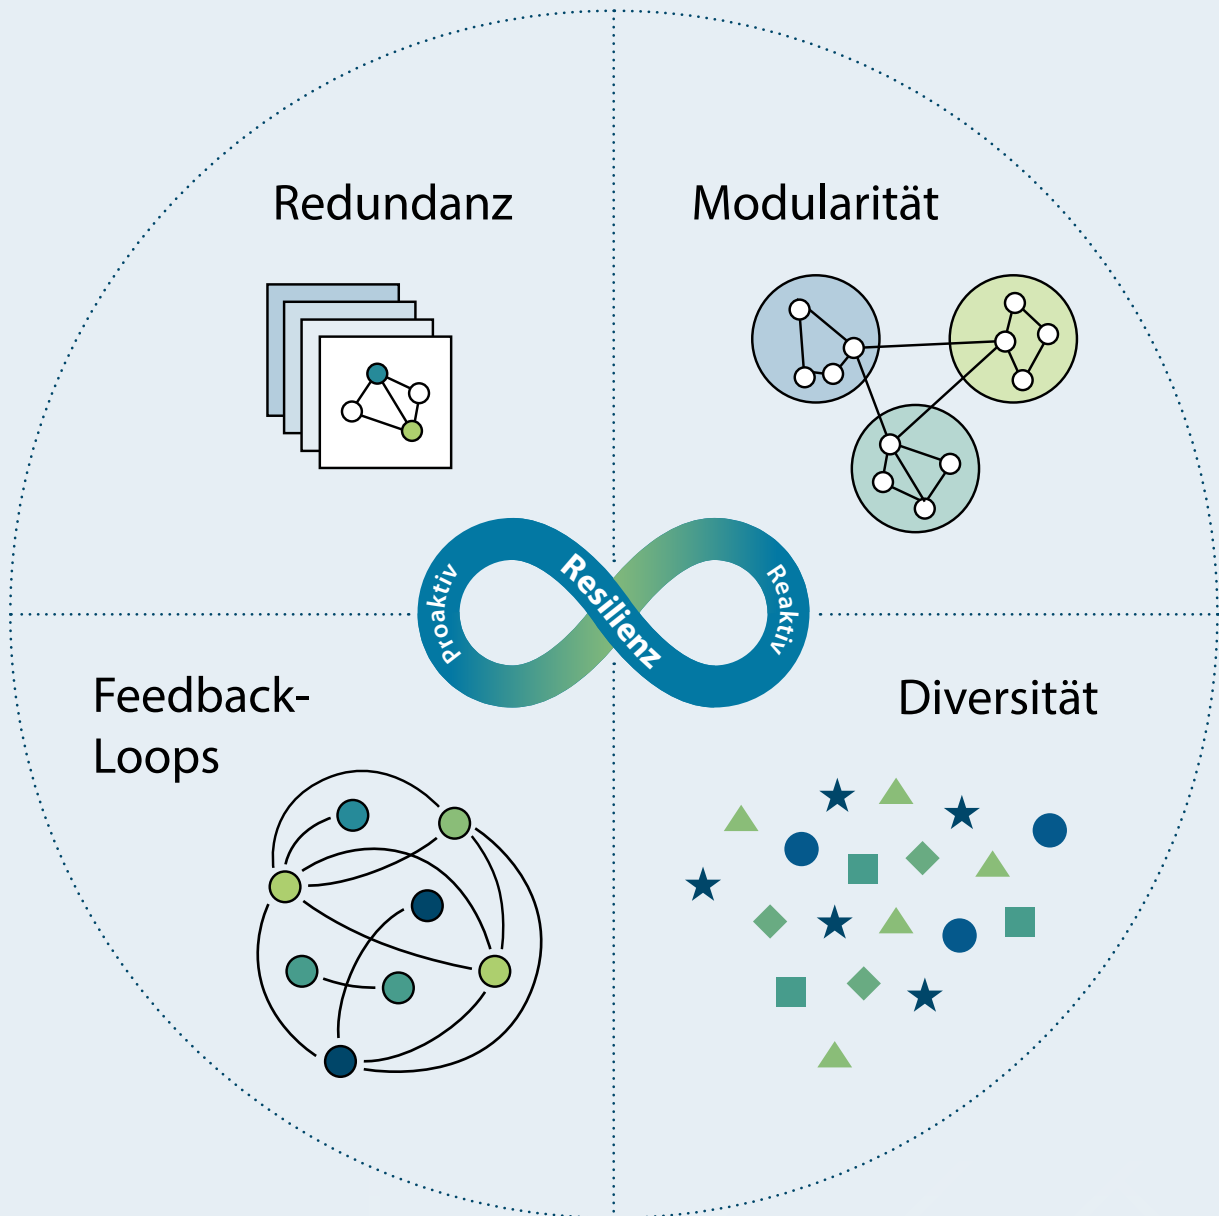 Redundanz
Modularität
Proaktiv
Resilienz
Reaktiv
Feedback-
Loops
Diversität